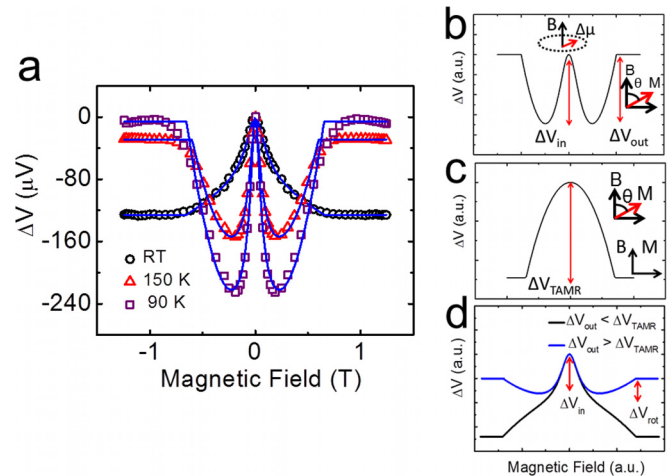 a
0
-80
-160
-240
ΔV (μV)
RT
150 K
90 K
-1 0 1
Magnetic Field (T)
b
B Δμ
B
θ M
ΔV (a.u.)
ΔVin ΔVout
c
θ M
B M
ΔV (a.u.)
ΔVTAMR
d
ΔVout < ΔVTAMR
ΔVout > ΔVTAMR
ΔV (a.u.)
ΔVin ΔVrot
Magnetic Field (a.u.)